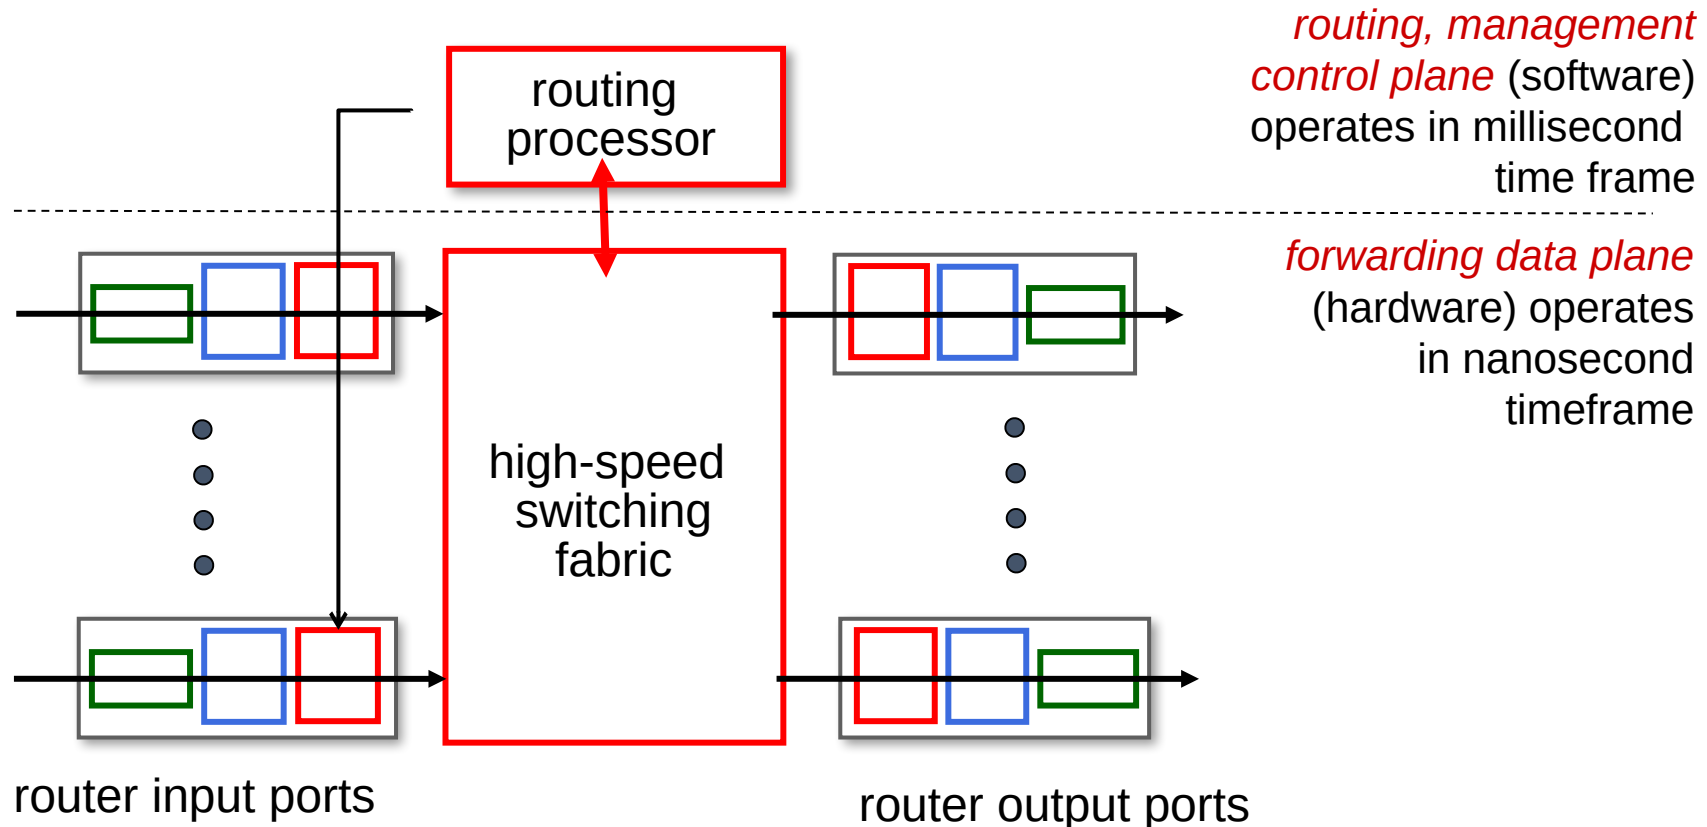 routing, management
control plane (software)
operates in millisecond
time frame
routing
processor
forwarding data plane
(hardware) operates
in nanosecond
timeframe
high-speed
switching
fabric
router input ports
router output ports